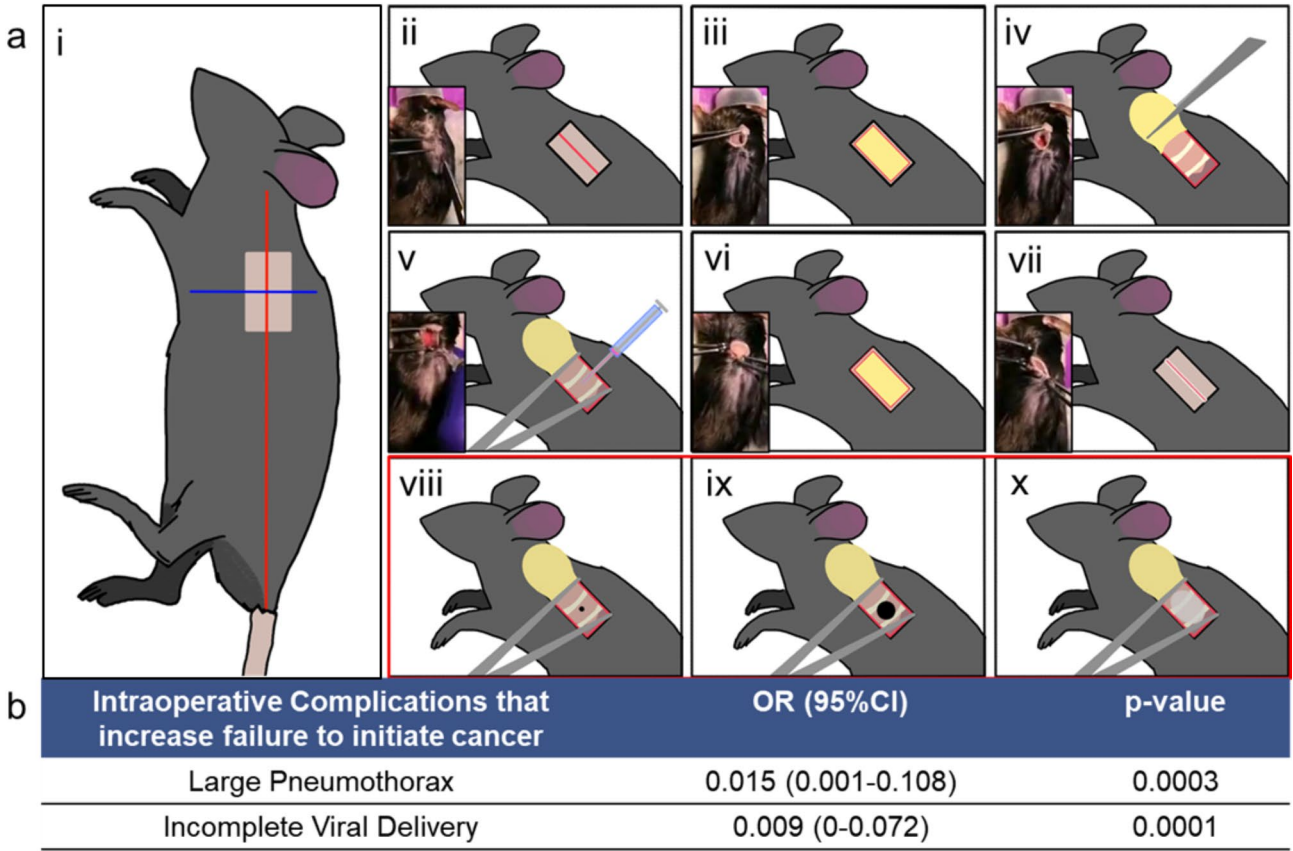 a
i
ii
iii
iv
v
vi
vii
viii
ix
x
b
Intraoperative Complications that increase failure to initiate cancer OR (95%CI) p-value
Large Pneumothorax 0.015 (0.001-0.108) 0.0003
Incomplete Viral Delivery 0.009 (0-0.072) 0.0001